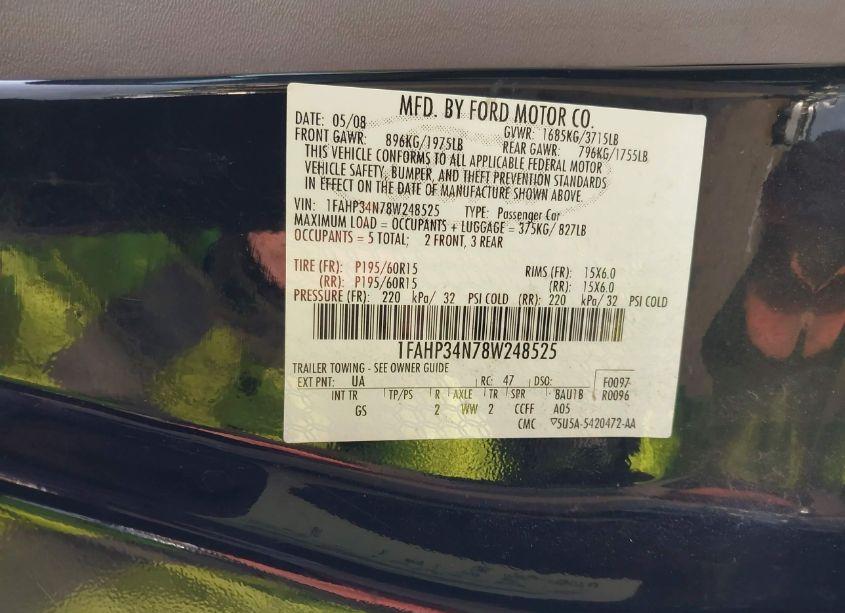 MFD. BY FORD MOTOR CO.
DATE: 05/08 GVWR: 1685KG/3715LB
FRONT GAWR: 896KG/1975LB REAR GAWR: 796KG/1755LB
THIS VEHICLE CONFORMS TO ALL APPLICABLE FEDERAL MOTOR
VEHICLE SAFETY, BUMPER, AND THEFT PREVENTION STANDARDS
IN EFFECT ON THE DATE OF MANUFACTURE SHOWN ABOVE.
VIN: 1FAHP34N78W248525 TYPE: Passenger Car
MAXIMUM LOAD = OCCUPANTS + LUGGAGE = 375KG/ 827LB
OCCUPANTS = 5 TOTAL; 2 FRONT, 3 REAR
TIRE (FR): P195/60R15 RIMS (FR): 15X6.0
(RR): P195/60R15 (RR): 15X6.0
PRESSURE (FR): 220 kPa/ 32 PSI COLD (RR): 220 kPa/ 32 PSI COLD
1FAHP34N78W248525
TRAILER TOWING - SEE OWNER GUIDE
EXT PNT: UA RC: 47 DSO: F0097
INT TR TP/PS R AXLE TR SPR 8AU1B R0096
GS 2 WW 2 CCFF A05
CMC ▽5U5A-5420472-AA